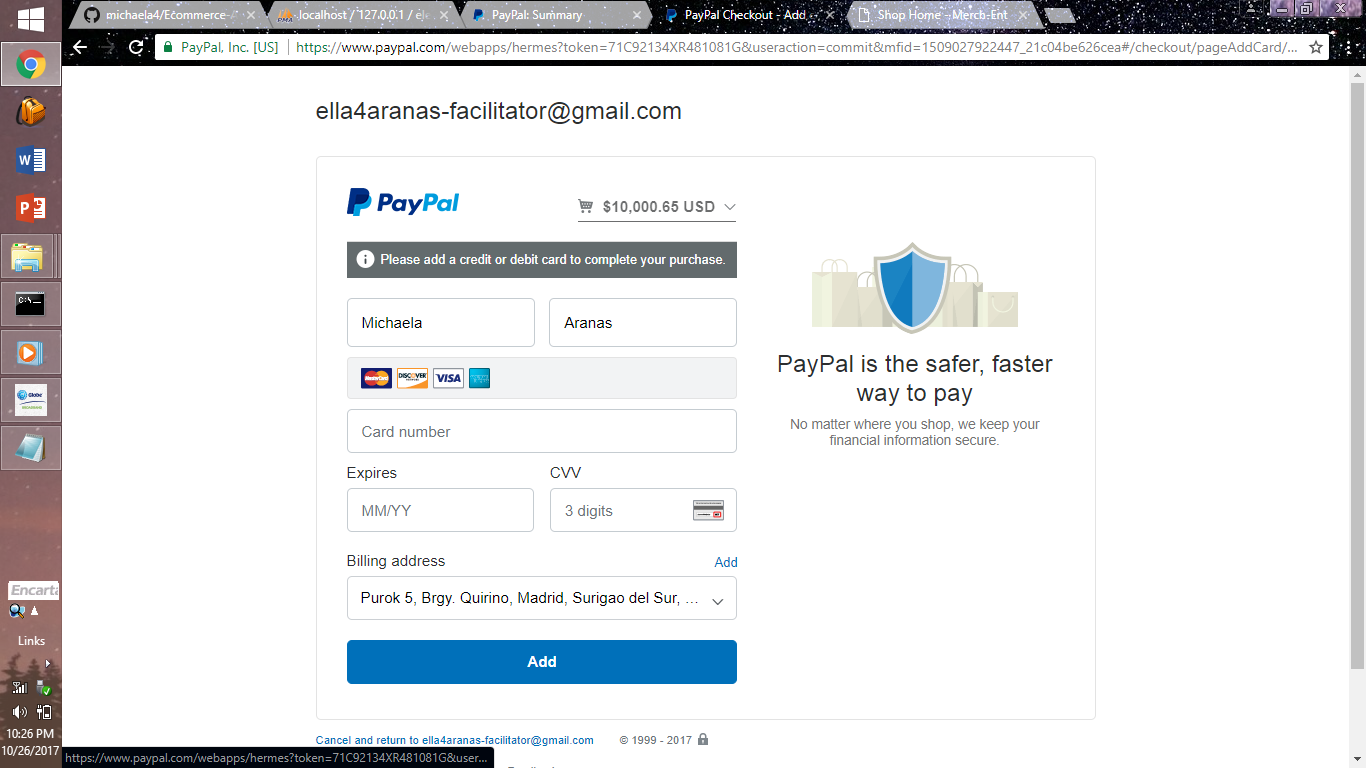 michaela4/Ecommerce-
localhost / 127.0.0.1 /
PayPal: Summary
PayPal Checkout - Add
Shop Home - Merch-Ent
PayPal, Inc. [US]
https://www.paypal.com/webapps/hermes?token=71C92134XR481081G&useraction=commit&mfid=1509027922447_21c04be626cea#/checkout/pageAddCard/...
ella4aranas-facilitator@gmail.com
PayPal
$10,000.65 USD
Please add a credit or debit card to complete your purchase.
Michaela
Aranas
MasterCard
DISCOVER
VISA
Card number
Expires
CVV
MM/YY
3 digits
Billing address
Add
Purok 5, Brgy. Quirino, Madrid, Surigao del Sur, ...
Add
PayPal is the safer, faster
way to pay
No matter where you shop, we keep your
financial information secure.
Cancel and return to ella4aranas-facilitator@gmail.com
© 1999 - 2017
https://www.paypal.com/webapps/hermes?token=71C92134XR481081G&user...
C:\
Globe
Encarta
Links
10:26 PM
10/26/2017